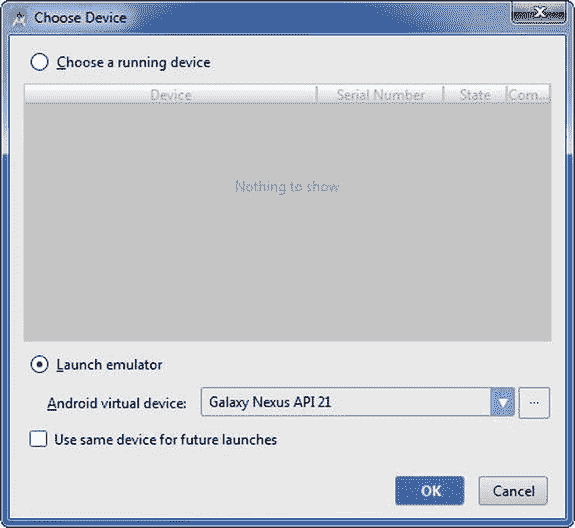 Choose Device
Choose a running device
Device Serial Number State Com...
Nothing to show
Launch emulator
Android virtual device: Galaxy Nexus API 21 ...
Use same device for future launches
OK Cancel